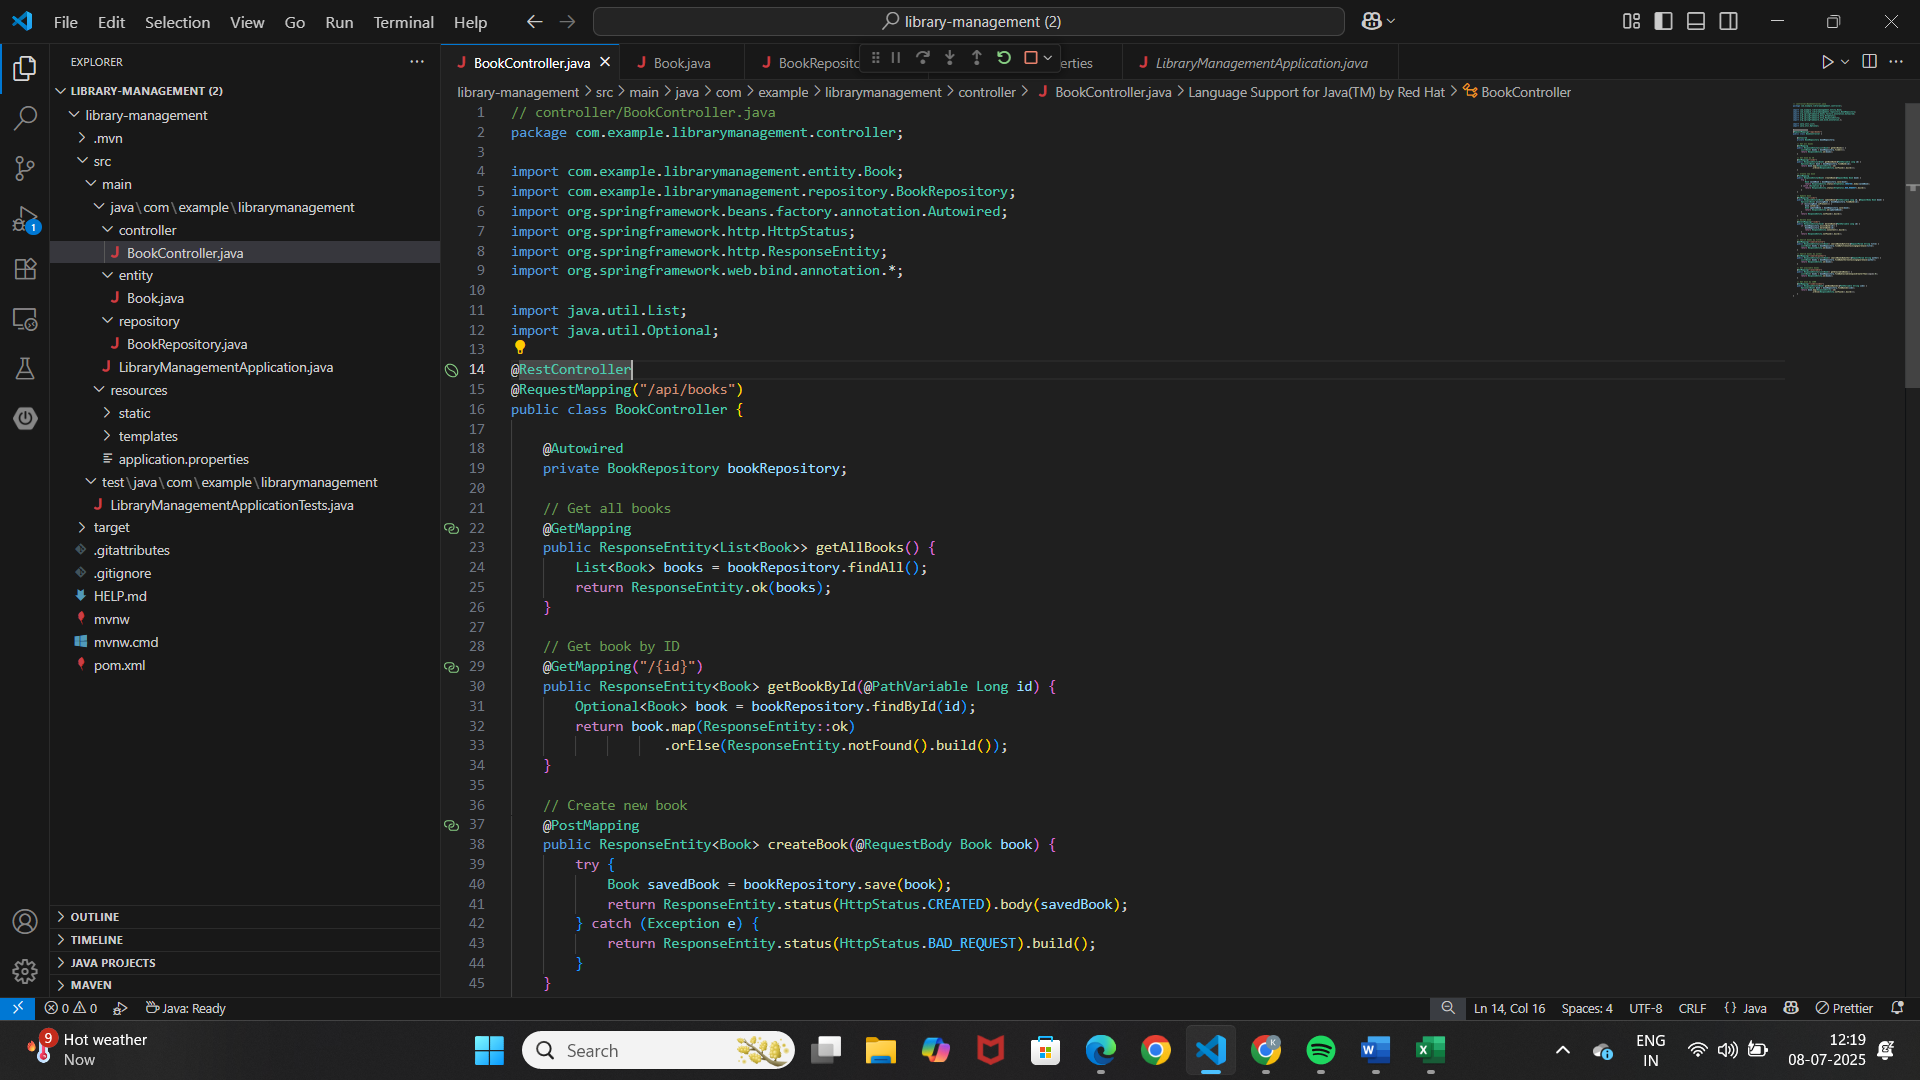 File Edit Selection View Go Run Terminal Help
library-management (2)
EXPLORER
LIBRARY-MANAGEMENT (2)
library-management
.mvn
src
main
java\com\example\librarymanagement
controller
BookController.java
entity
Book.java
repository
BookRepository.java
LibraryManagementApplication.java
resources
static
templates
application.properties
test\java\com\example\librarymanagement
LibraryManagementApplicationTests.java
target
.gitattributes
.gitignore
HELP.md
mvnw
mvnw.cmd
pom.xml
OUTLINE
TIMELINE
JAVA PROJECTS
MAVEN
1
BookController.java Book.java BookReposito erties LibraryManagementApplication.java
library-management > src > main > java > com > example > librarymanagement > controller > BookController.java > Language Support for Java(TM) by Red Hat > BookController
1 // controller/BookController.java
2 package com.example.librarymanagement.controller;
3
4 import com.example.librarymanagement.entity.Book;
5 import com.example.librarymanagement.repository.BookRepository;
6 import org.springframework.beans.factory.annotation.Autowired;
7 import org.springframework.http.HttpStatus;
8 import org.springframework.http.ResponseEntity;
9 import org.springframework.web.bind.annotation.*;
10
11 import java.util.List;
12 import java.util.Optional;
13
14 @RestController
15 @RequestMapping("/api/books")
16 public class BookController {
17
18 @Autowired
19 private BookRepository bookRepository;
20
21 // Get all books
22 @GetMapping
23 public ResponseEntity<List<Book>> getAllBooks() {
24 List<Book> books = bookRepository.findAll();
25 return ResponseEntity.ok(books);
26 }
27
28 // Get book by ID
29 @GetMapping("/{id}")
30 public ResponseEntity<Book> getBookById(@PathVariable Long id) {
31 Optional<Book> book = bookRepository.findById(id);
32 return book.map(ResponseEntity::ok)
33 .orElse(ResponseEntity.notFound().build());
34 }
35
36 // Create new book
37 @PostMapping
38 public ResponseEntity<Book> createBook(@RequestBody Book book) {
39 try {
40 Book savedBook = bookRepository.save(book);
41 return ResponseEntity.status(HttpStatus.CREATED).body(savedBook);
42 } catch (Exception e) {
43 return ResponseEntity.status(HttpStatus.BAD_REQUEST).build();
44 }
45 }
0 0 Java: Ready Ln 14, Col 16 Spaces: 4 UTF-8 CRLF {} Java Prettier
9 Hot weather
Now
Search
ENG
IN
12:19
08-07-2025